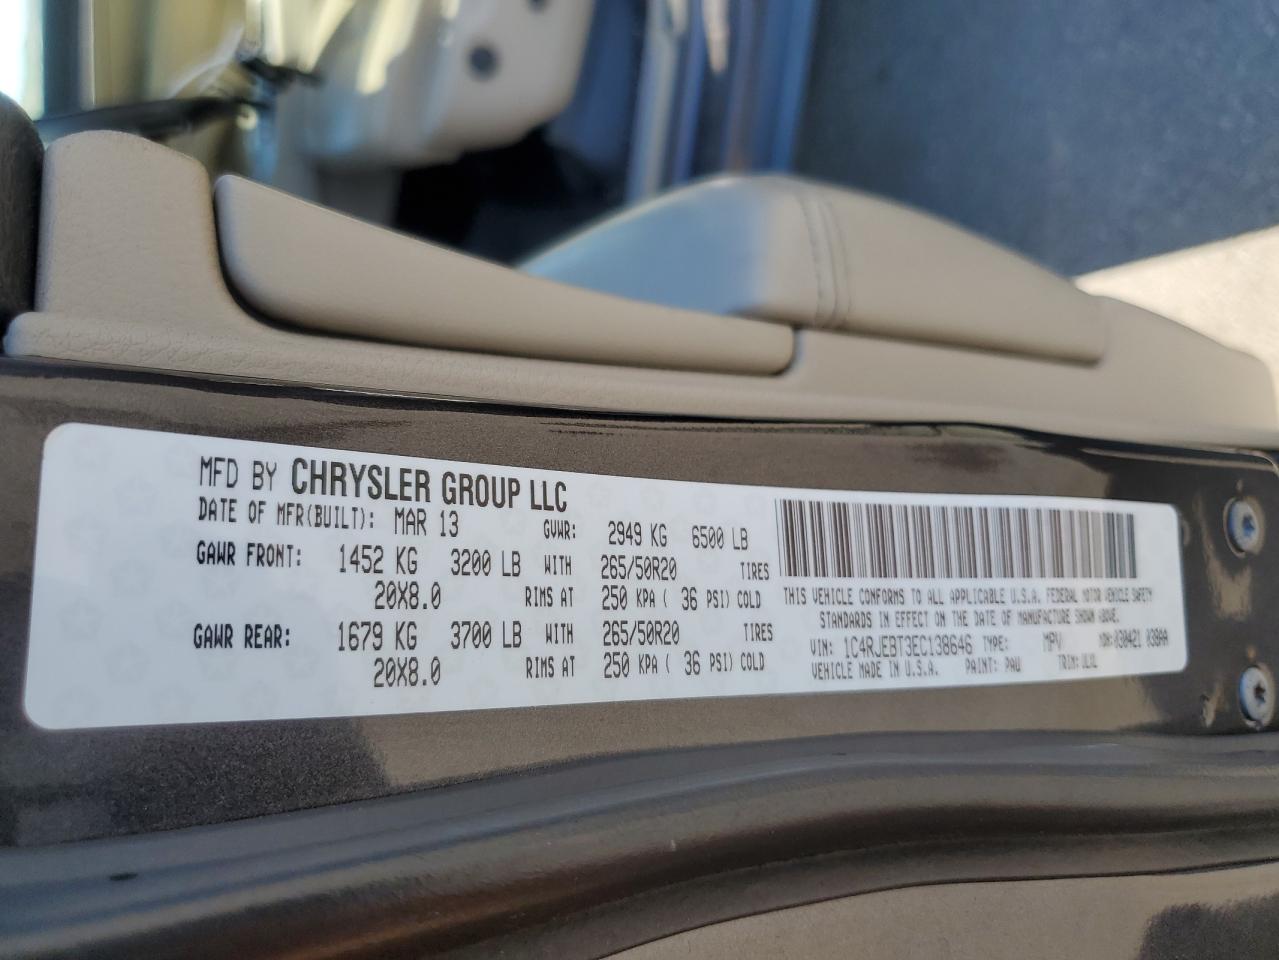 MFD BY CHRYSLER GROUP LLC
DATE OF MFR(BUILT): MAR 13 GVWR: 2949 KG 6500 LB
GAWR FRONT: 1452 KG 3200 LB WITH 265/50R20 TIRES
20X8.0 RIMS AT 250 KPA ( 36 PSI) COLD
GAWR REAR: 1679 KG 3700 LB WITH 265/50R20 TIRES
20X8.0 RIMS AT 250 KPA ( 36 PSI) COLD
THIS VEHICLE CONFORMS TO ALL APPLICABLE U.S.A. FEDERAL MOTOR VEHICLE SAFETY
STANDARDS IN EFFECT ON THE DATE OF MANUFACTURE SHOWN ABOVE.
VIN: 1C4RJEBT3EC138646 TYPE: MPV MDH: 030421 038AA
VEHICLE MADE IN U.S.A. PAINT: PAU TRIM: